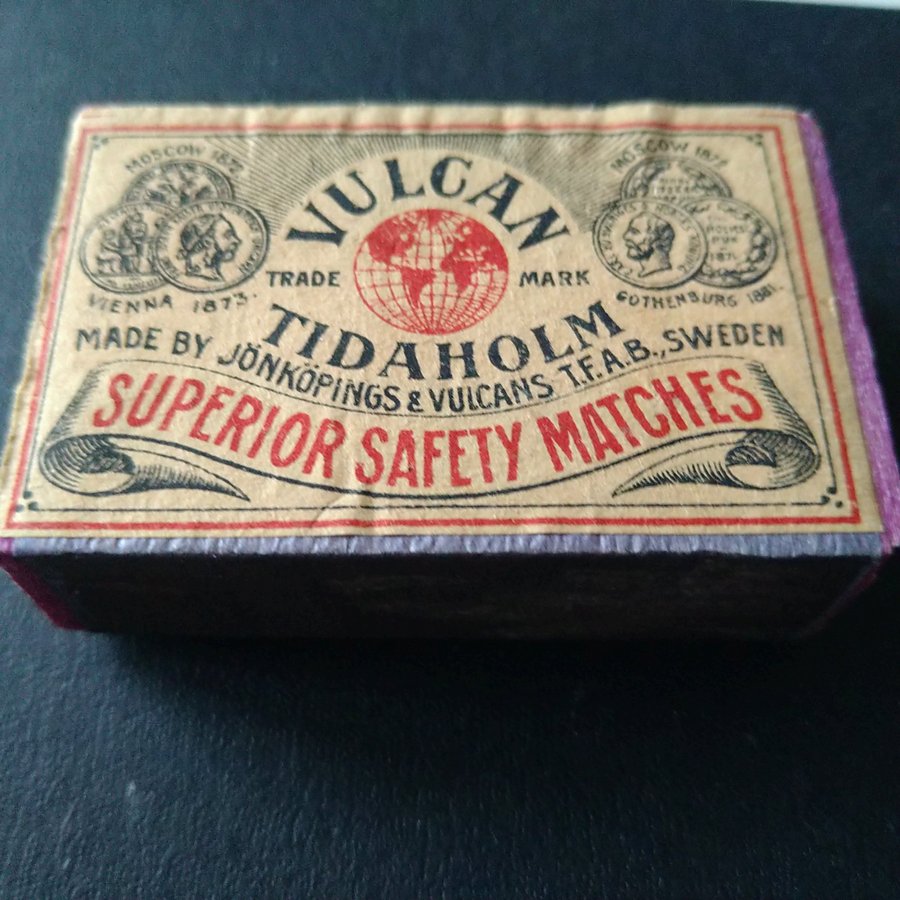 MOSCOW 1872
MOSCOW 1872
VULCAN
TRADE MARK
VIENNA 1873.
GOTHENBURG 1881.
TIDAHOLM
MADE BY JÖNKÖPINGS & VULCANS T.F.A.B., SWEDEN
SUPERIOR SAFETY MATCHES